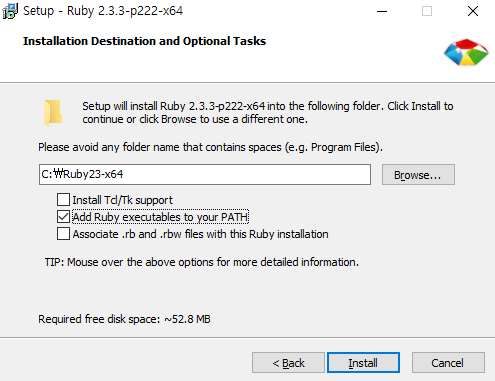 Setup - Ruby 2.3.3-p222-x64
Installation Destination and Optional Tasks
Setup will install Ruby 2.3.3-p222-x64 into the following folder. Click Install to
continue or click Browse to use a different one.
Please avoid any folder name that contains spaces (e.g. Program Files).
C:₩Ruby23-x64
Browse...
Install Tcl/Tk support
Add Ruby executables to your PATH
Associate .rb and .rbw files with this Ruby installation
TIP: Mouse over the above options for more detailed information.
Required free disk space: ~52.8 MB
< Back
Install
Cancel